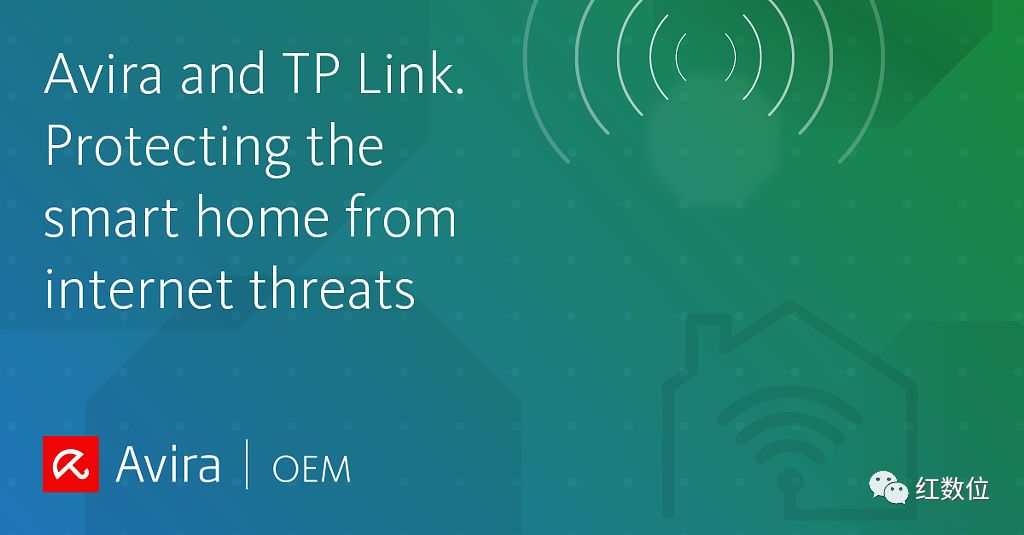 Avira and TP Link.
Protecting the
smart home from
internet threats
Avira | OEM
红数位